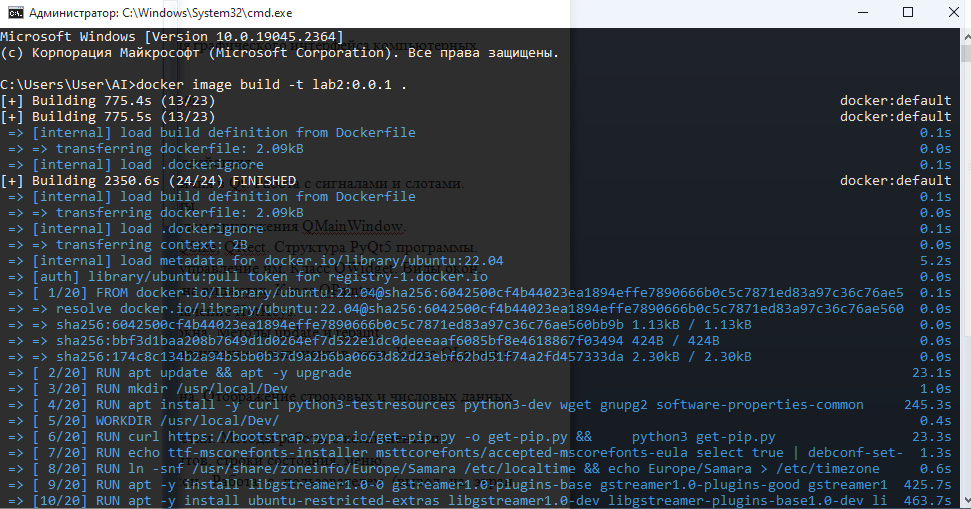 Администратор: C:\Windows\System32\cmd.exe
Microsoft Windows [Version 10.0.19045.2364]
(c) Корпорация Майкрософт (Microsoft Corporation). Все права защищены.
C:\Users\User\AI>docker image build -t lab2:0.0.1 .
[+] Building 775.4s (13/23) docker:default
[+] Building 775.5s (13/23) docker:default
=> [internal] load build definition from Dockerfile 0.1s
=> => transferring dockerfile: 2.09kB 0.0s
=> [internal] load .dockerignore 0.1s
[+] Building 2350.6s (24/24) FINISHED docker:default
=> [internal] load build definition from Dockerfile 0.1s
=> => transferring dockerfile: 2.09kB 0.0s
=> [internal] load .dockerignore 0.1s
=> => transferring context: 2B 0.0s
=> [internal] load metadata for docker.io/library/ubuntu:22.04 5.2s
=> [auth] library/ubuntu:pull token for registry-1.docker.io 0.0s
=> [ 1/20] FROM docker.io/library/ubuntu:22.04@sha256:6042500cf4b44023ea1894effe7890666b0c5c7871ed83a97c36c76ae5 0.1s
=> => resolve docker.io/library/ubuntu:22.04@sha256:6042500cf4b44023ea1894effe7890666b0c5c7871ed83a97c36c76ae560 0.0s
=> => sha256:6042500cf4b44023ea1894effe7890666b0c5c7871ed83a97c36c76ae560bb9b 1.13kB / 1.13kB 0.0s
=> => sha256:bbf3d1baa208b7649d1d0264ef7d522e1dc0deeeaaf6085bf8e4618867f03494 424B / 424B 0.0s
=> => 2.30kB / 2.30kB 0.0s
=> [ 2/20] RUN apt update && apt -y upgrade 23.1s
=> [ 3/20] RUN mkdir /usr/local/Dev 1.0s
=> [ 4/20] RUN apt install -y curl python3-testresources python3-dev wget gnupg2 software-properties-common 245.3s
=> [ 5/20] WORKDIR /usr/local/Dev/ 0.4s
=> [ 6/20] RUN curl https://bootstrap.pypa.io/get-pip.py -o get-pip.py && python3 get-pip.py 23.3s
=> [ 7/20] RUN echo ttf-mscorefonts-installer msttcorefonts/accepted-mscorefonts-eula select true | debconf-set- 1.3s
=> [ 8/20] RUN ln -snf /usr/share/zoneinfo/Europe/Samara /etc/localtime && echo Europe/Samara > /etc/timezone 0.6s
=> [ 9/20] RUN apt -y install libgstreamer1.0-0 gstreamer1.0-plugins-base gstreamer1.0-plugins-good gstreamer1 425.7s
=> [10/20] RUN apt -y install ubuntu-restricted-extras libgstreamer1.0-dev libgstreamer-plugins-base1.0-dev li 463.7s